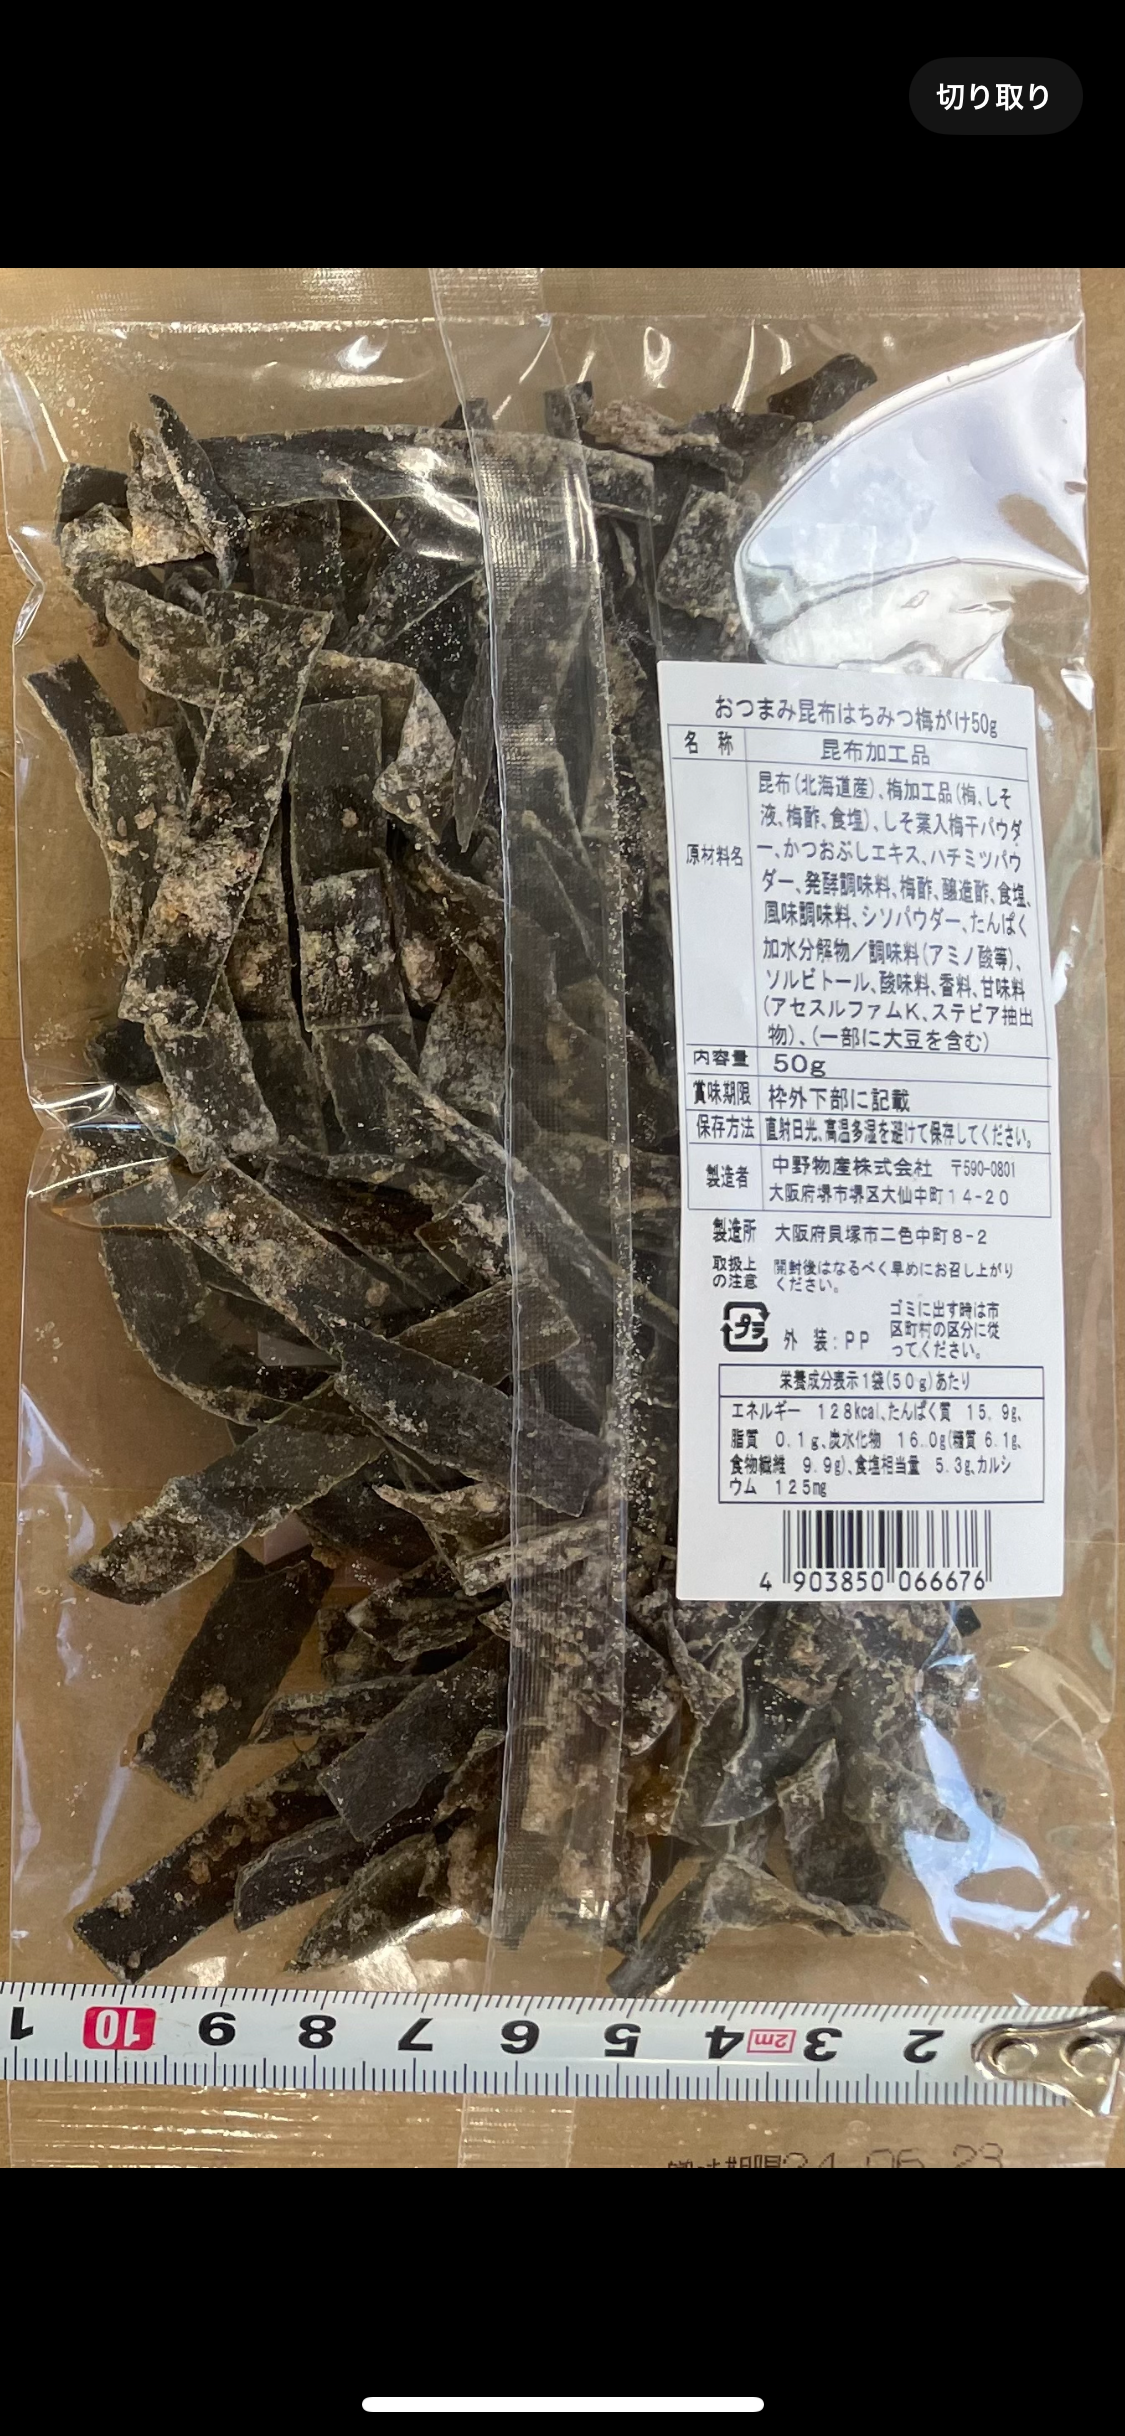 切り取り
おつまみ昆布はちみつ梅がけ50g
名 称 昆布加工品
原材料名
昆布(北海道産)、梅加工品(梅、しそ
液、梅酢、食塩)、しそ葉入梅干パウダ
ー、かつおぶしエキス、ハチミツパウ
ダー、発酵調味料、梅酢、醸造酢、食塩、
風味調味料、シソパウダー、たんぱく
加水分解物/調味料(アミノ酸等)、
ソルビトール、酸味料、香料、甘味料
(アセスルファムK、ステビア抽出
物)、(一部に大豆を含む)
内容量 50g
賞味期限 枠外下部に記載
保存方法 直射日光、高温多湿を避けて保存してください。
製造者 中野物産株式会社 〒590-0801
大阪府堺市堺区大仙中町14-20
製造所 大阪府貝塚市二色中町8-2
取扱上 開封後はなるべく早めにお召し上がり
の注意 ください。
プラ 外 装:PP
ゴミに出す時は市
区町村の区分に従
ってください。
栄養成分表示1袋(50g)あたり
エネルギー 128kcal、たんぱく質 15.9g、
脂質 0.1g、炭水化物 16.0g(糖質 6.1g、
食物繊維 9.9g)、食塩相当量 5.3g、カルシ
ウム 125mg
4 903850 066676
1 10 9 8 7 6 5 4 2m 3 2
賞味期限24.06.23